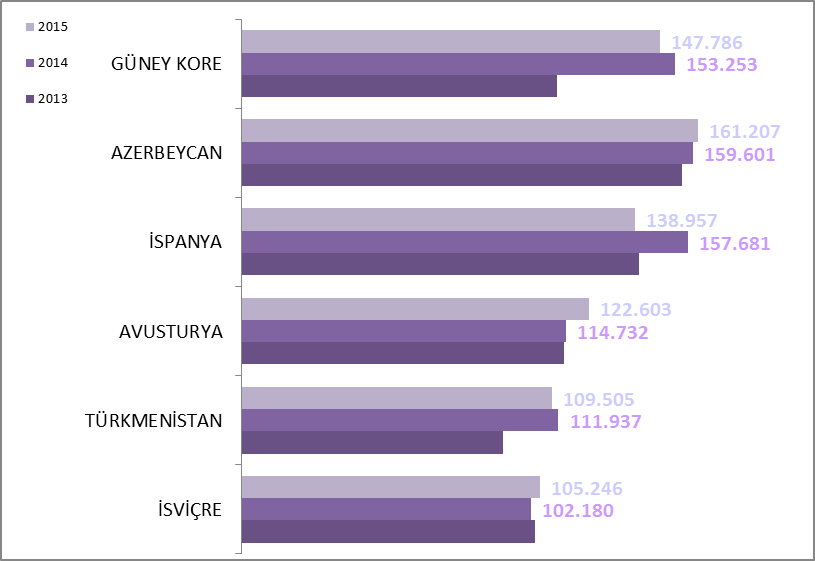 2015
2014
2013
GÜNEY KORE
147.786
153.253
AZERBEYCAN
161.207
159.601
İSPANYA
138.957
157.681
AVUSTURYA
122.603
114.732
TÜRKMENİSTAN
109.505
111.937
İSVİÇRE
105.246
102.180